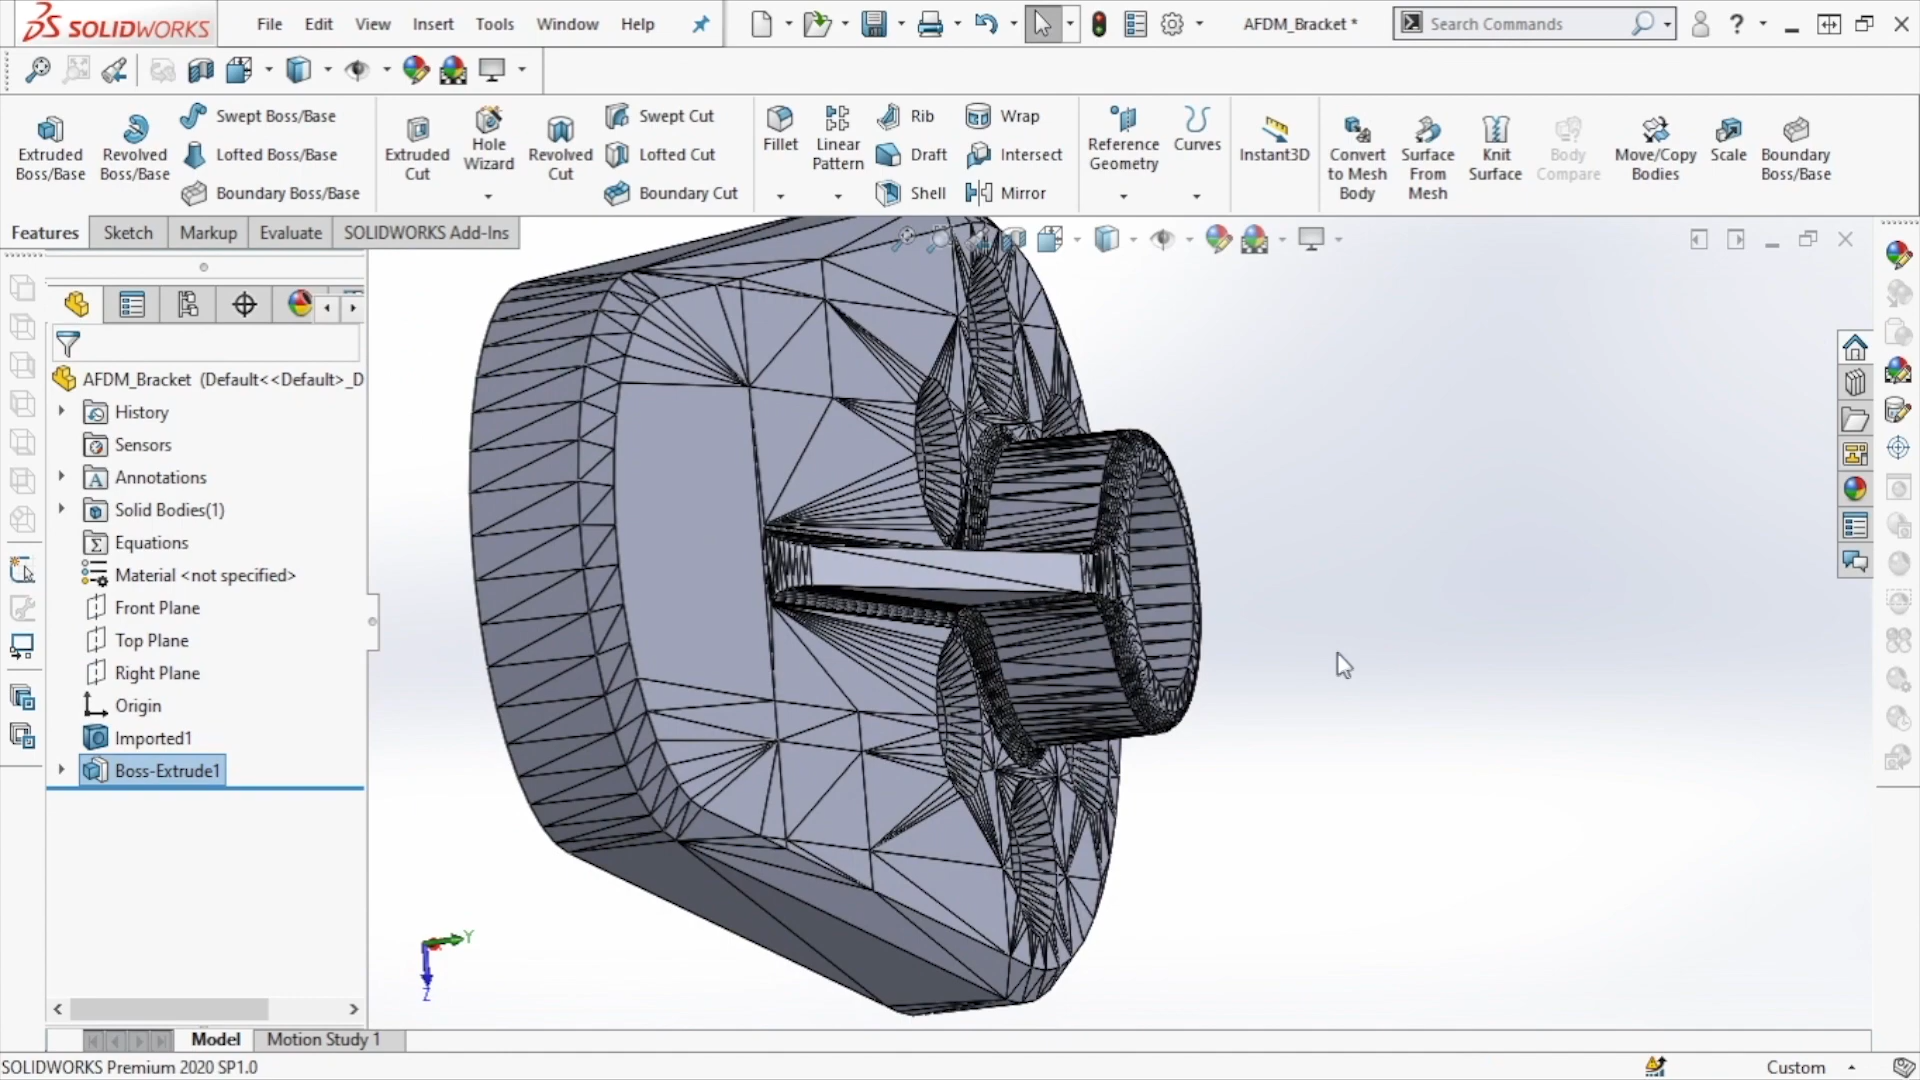 SOLIDWORKS File Edit View Insert Tools Window Help AFDM_Bracket * Search Commands ?
Extruded Boss/Base
Revolved Boss/Base
Swept Boss/Base
Lofted Boss/Base
Boundary Boss/Base
Extruded Cut
Hole Wizard
Revolved Cut
Swept Cut
Lofted Cut
Boundary Cut
Fillet
Linear Pattern
Rib
Draft
Shell
Wrap
Intersect
Mirror
Reference Geometry
Curves
Instant3D
Convert to Mesh Body
Surface From Mesh
Knit Surface
Body Compare
Move/Copy Bodies
Scale
Boundary Boss/Base
Features Sketch Markup Evaluate SOLIDWORKS Add-Ins
AFDM_Bracket (Default<<Default>_D
History
Sensors
Annotations
Solid Bodies(1)
Equations
Material <not specified>
Front Plane
Top Plane
Right Plane
Origin
Imported1
Boss-Extrude1
Y
Z
Model Motion Study 1
SOLIDWORKS Premium 2020 SP1.0 Custom